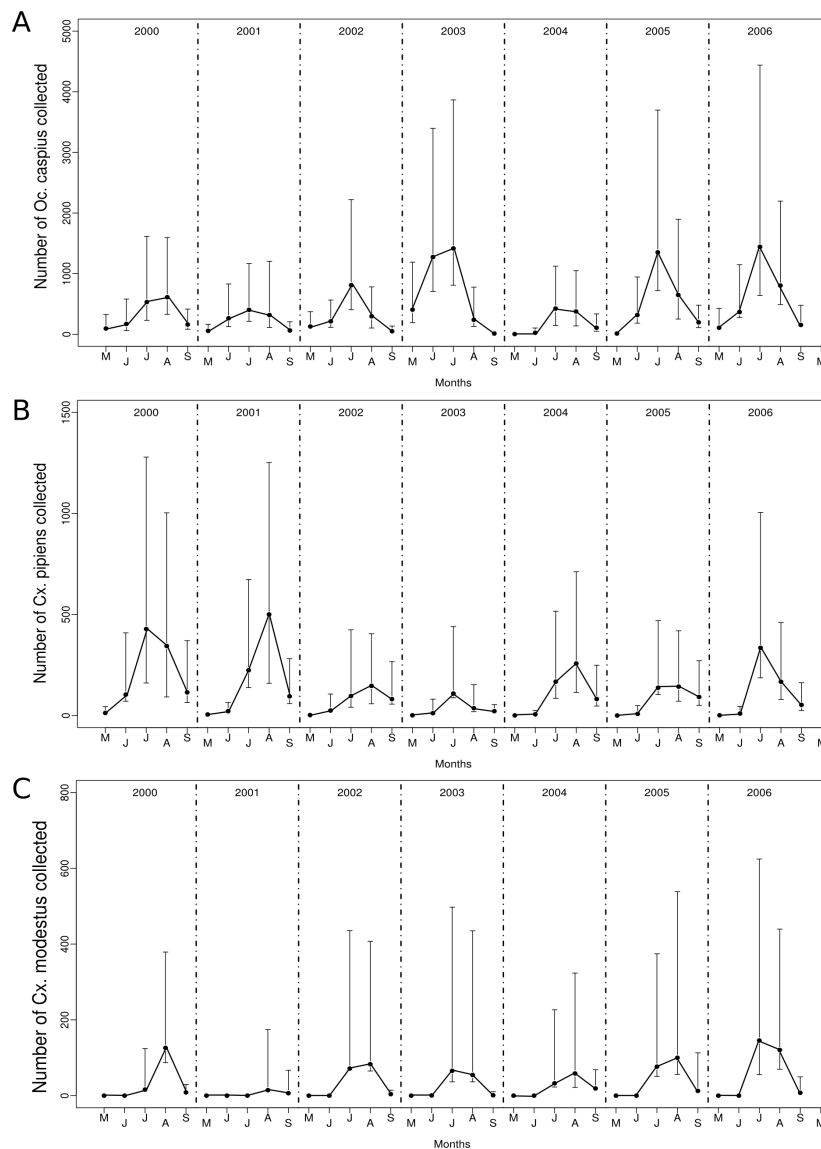 A
Number of Oc. caspius collected
5000
4000
3000
2000
1000
0
2000 2001 2002 2003 2004 2005 2006
M J J A S M J J A S M J J A S M J J A S M J J A S M J J A S M J J A S M
Months
B
Number of Cx. pipiens collected
1500
1000
500
0
2000 2001 2002 2003 2004 2005 2006
M J J A S M J J A S M J J A S M J J A S M J J A S M J J A S M J J A S M
Months
C
Number of Cx. modestus collected
800
600
400
200
0
2000 2001 2002 2003 2004 2005 2006
M J J A S M J J A S M J J A S M J J A S M J J A S M J J A S M J J A S M
Months